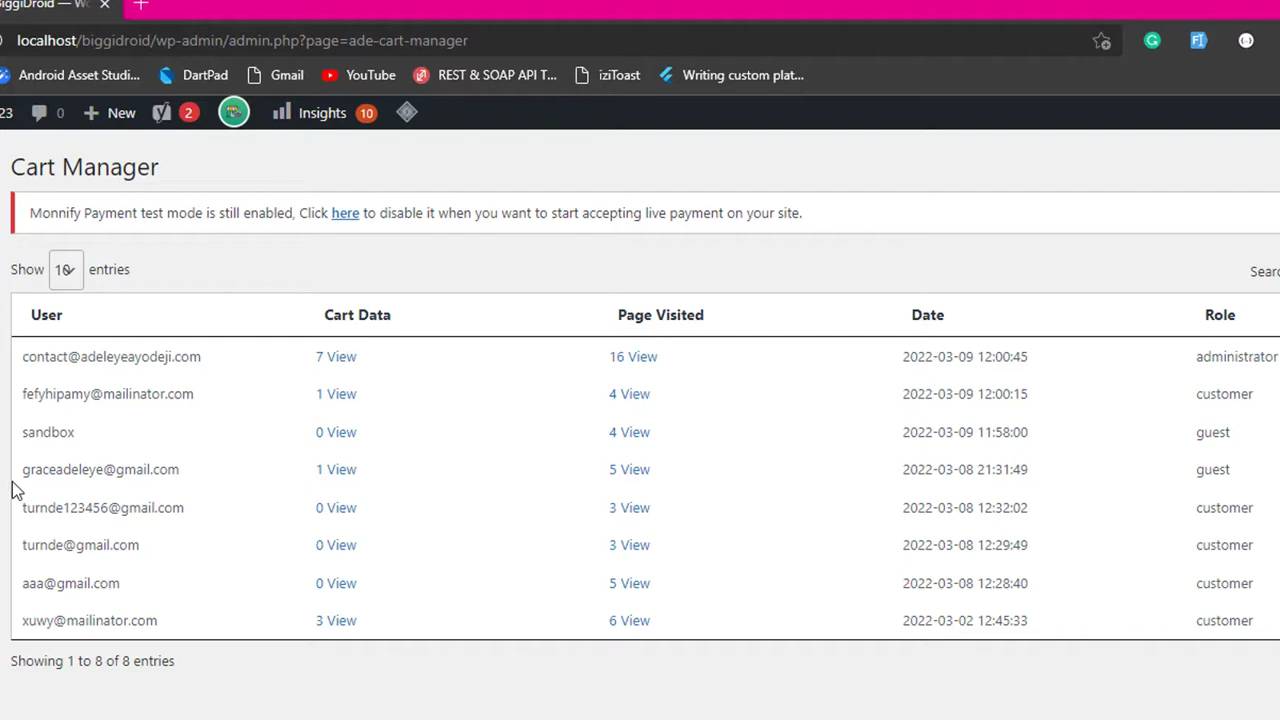 BiggiDroid — W
localhost/biggidroid/wp-admin/admin.php?page=ade-cart-manager
Android Asset Studi... DartPad Gmail YouTube REST & SOAP API T... iziToast Writing custom plat...
23 0 New 2 Insights 10
Cart Manager
Monnify Payment test mode is still enabled, Click here to disable it when you want to start accepting live payment on your site.
Show 10 entries Searc
User Cart Data Page Visited Date Role
contact@adeleyeayodeji.com 7 View 16 View 2022-03-09 12:00:45 administrator
fefyhipamy@mailinator.com 1 View 4 View 2022-03-09 12:00:15 customer
sandbox 0 View 4 View 2022-03-09 11:58:00 guest
graceadeleye@gmail.com 1 View 5 View 2022-03-08 21:31:49 guest
turnde123456@gmail.com 0 View 3 View 2022-03-08 12:32:02 customer
turnde@gmail.com 0 View 3 View 2022-03-08 12:29:49 customer
aaa@gmail.com 0 View 5 View 2022-03-08 12:28:40 customer
xuwy@mailinator.com 3 View 6 View 2022-03-02 12:45:33 customer
Showing 1 to 8 of 8 entries